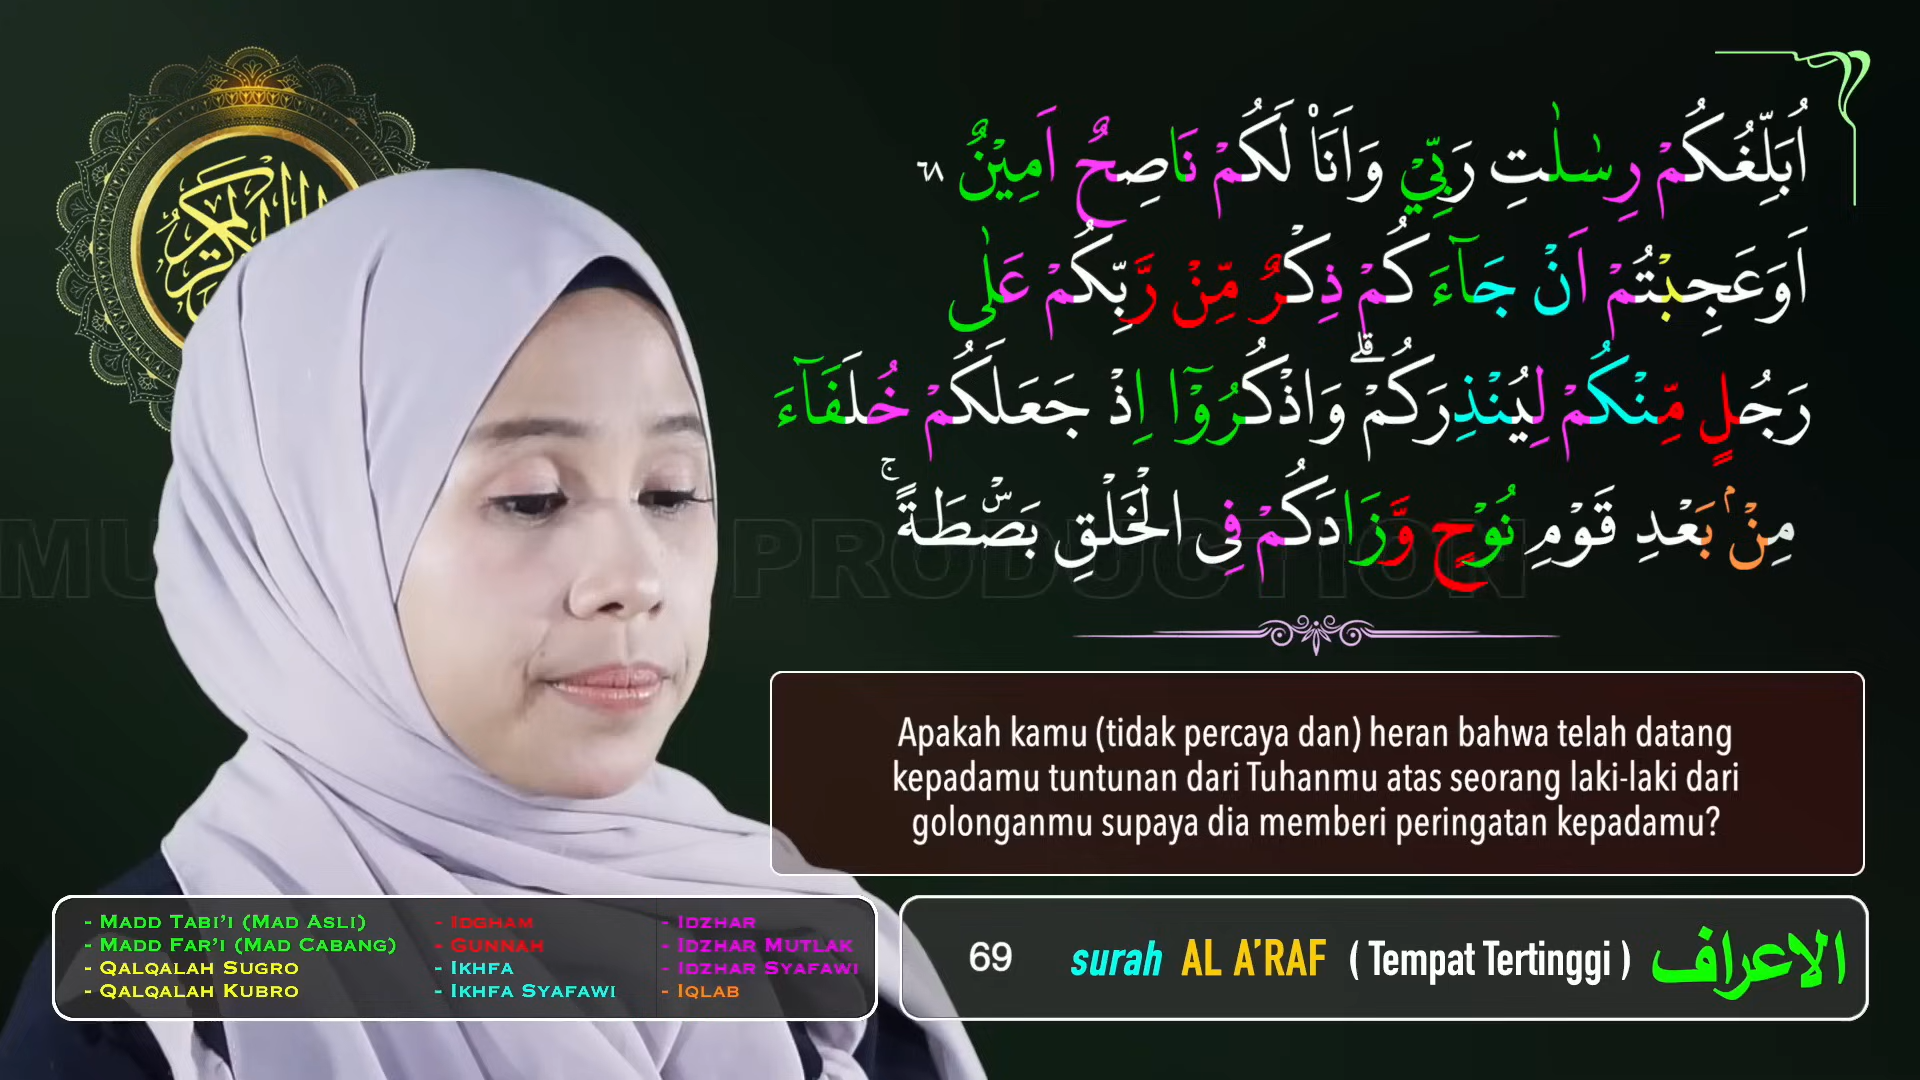 اُبَلِّغُكُمْ رِسٰلٰتِ رَبِّيْ وَاَنَا۠ لَكُمْ نَاصِحٌ اَمِيْنٌ ٦٨
اَوَعَجِبْتُمْ اَنْ جَاۤءَكُمْ ذِكْرٌ مِّنْ رَّبِّكُمْ عَلٰى
رَجُلٍ مِّنْكُمْ لِيُنْذِرَكُمْۗ وَاذْكُرُوْٓا اِذْ جَعَلَكُمْ خُلَفَاۤءَ
مِنْۢ بَعْدِ قَوْمِ نُوْحٍ وَّزَادَكُمْ فِى الْخَلْقِ بَصْۣطَةًۚ
MU PRODUCTION
Apakah kamu (tidak percaya dan) heran bahwa telah datang
kepadamu tuntunan dari Tuhanmu atas seorang laki-laki dari
golonganmu supaya dia memberi peringatan kepadamu?
- Madd Tabi'i (Mad Asli)
- Madd Far'i (Mad Cabang)
- Qalqalah Sugro
- Qalqalah Kubro
- Idgham
- Gunnah
- Ikhfa
- Ikhfa Syafawi
- Idzhar
- Idzhar Mutlak
- Idzhar Syafawi
- Iqlab
69 surah AL A'RAF ( Tempat Tertinggi ) الاعراف